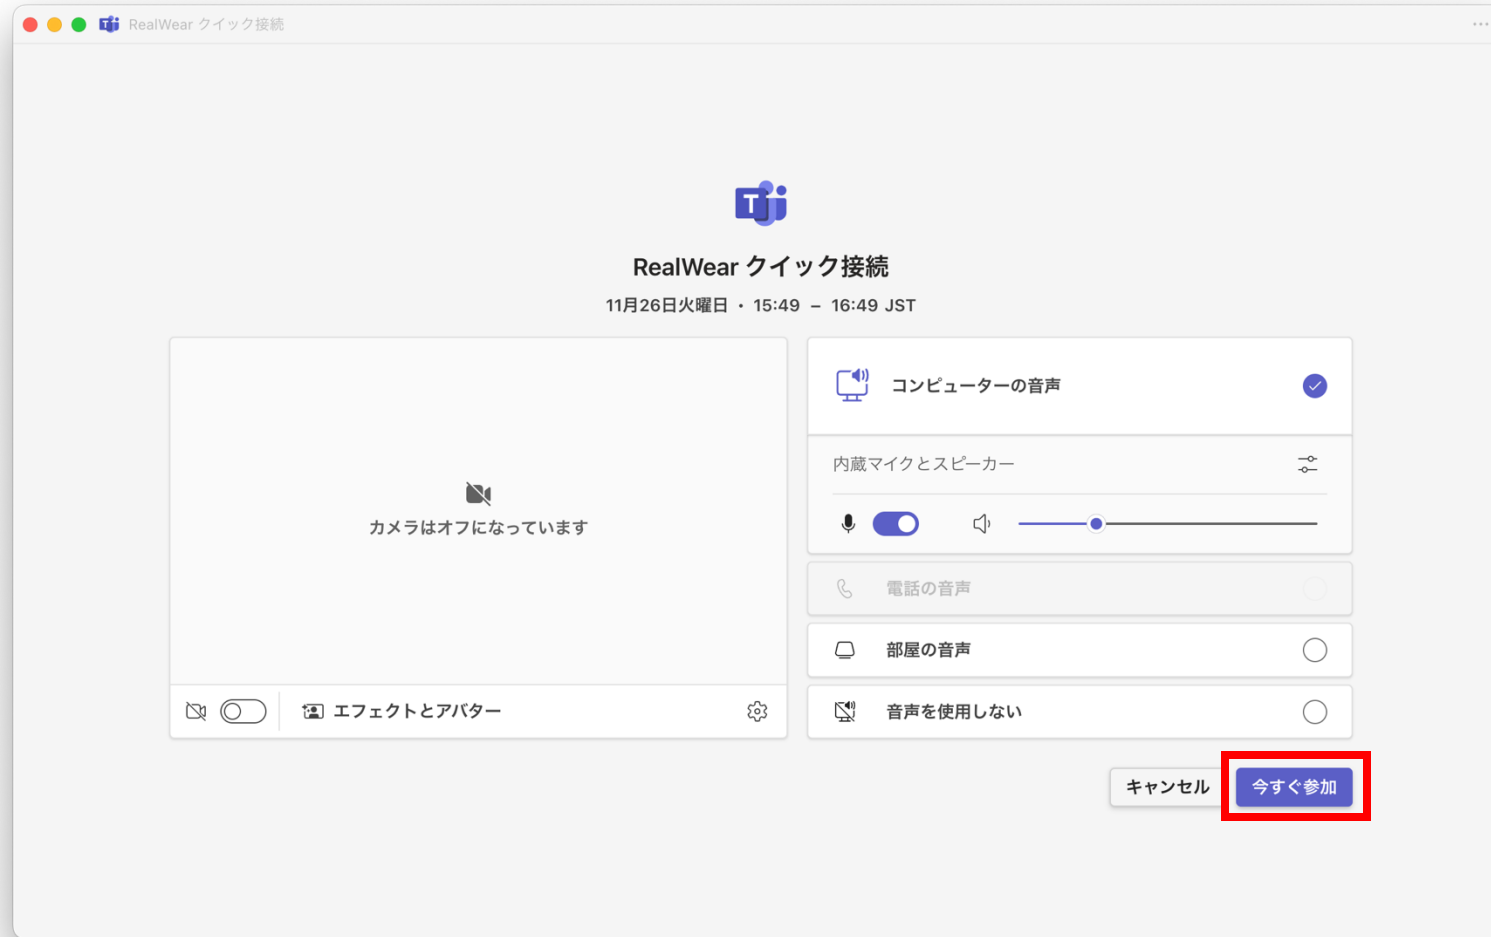 RealWear クイック接続
RealWear クイック接続
11月26日火曜日 • 15:49 – 16:49 JST
カメラはオフになっています
エフェクトとアバター
コンピューターの音声
内蔵マイクとスピーカー
電話の音声
部屋の音声
音声を使用しない
キャンセル
今すぐ参加